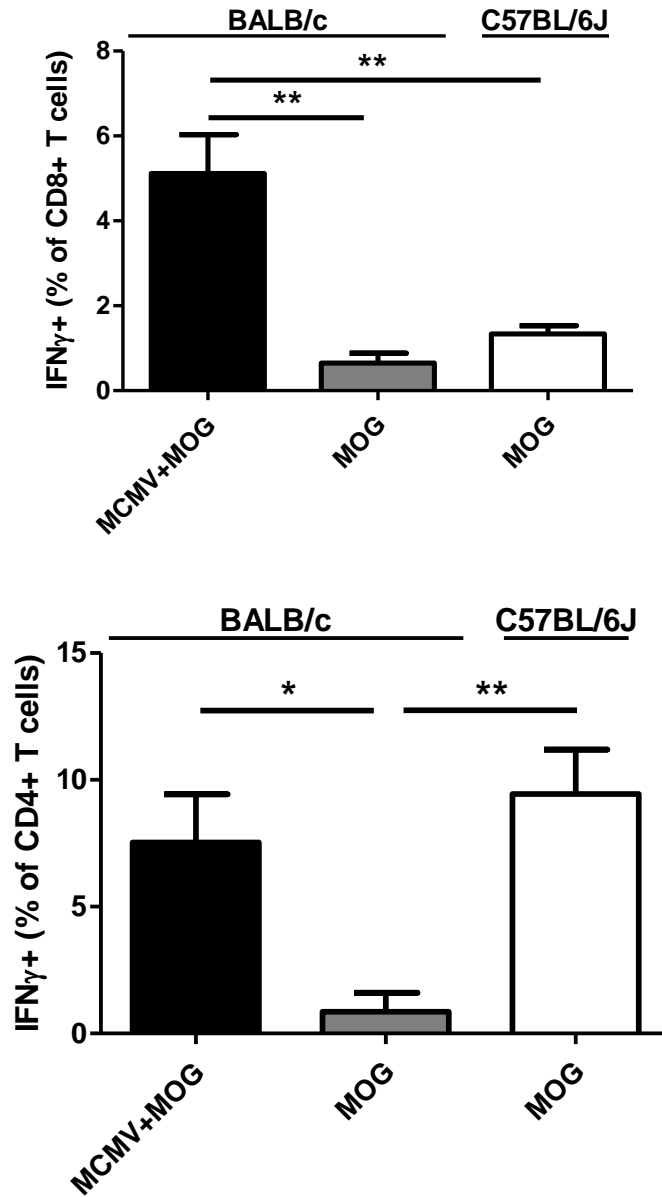 BALB/c C57BL/6J
IFNγ+ (% of CD8+ T cells)
8
**
6
**
4
2
0
MCMV+MOG MOG MOG
BALB/c C57BL/6J
IFNγ+ (% of CD4+ T cells)
15
* **
10
5
0
MCMV+MOG MOG MOG